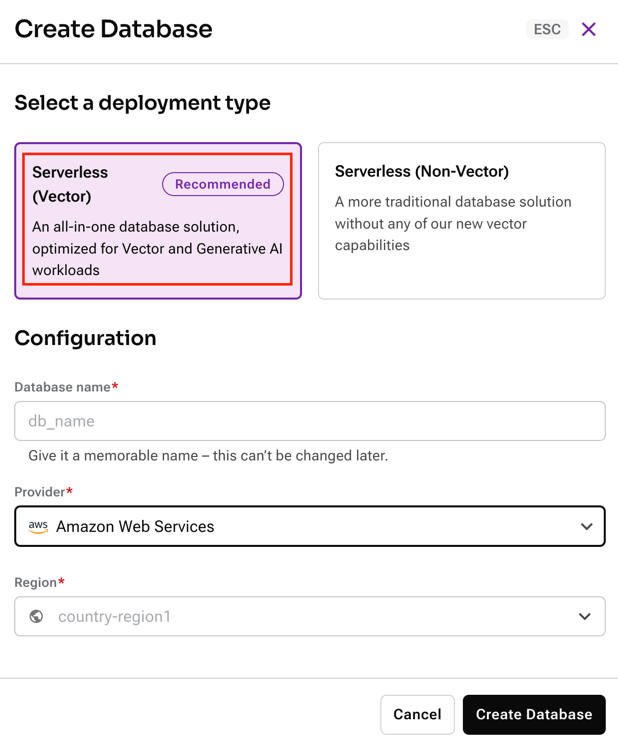 Create Database
ESC
Select a deployment type
Serverless
(Vector)
Recommended
An all-in-one database solution,
optimized for Vector and Generative AI
workloads
Serverless (Non-Vector)
A more traditional database solution
without any of our new vector
capabilities
Configuration
Database name*
db_name
Give it a memorable name – this can’t be changed later.
Provider*
aws Amazon Web Services
Region*
country-region1
Cancel
Create Database